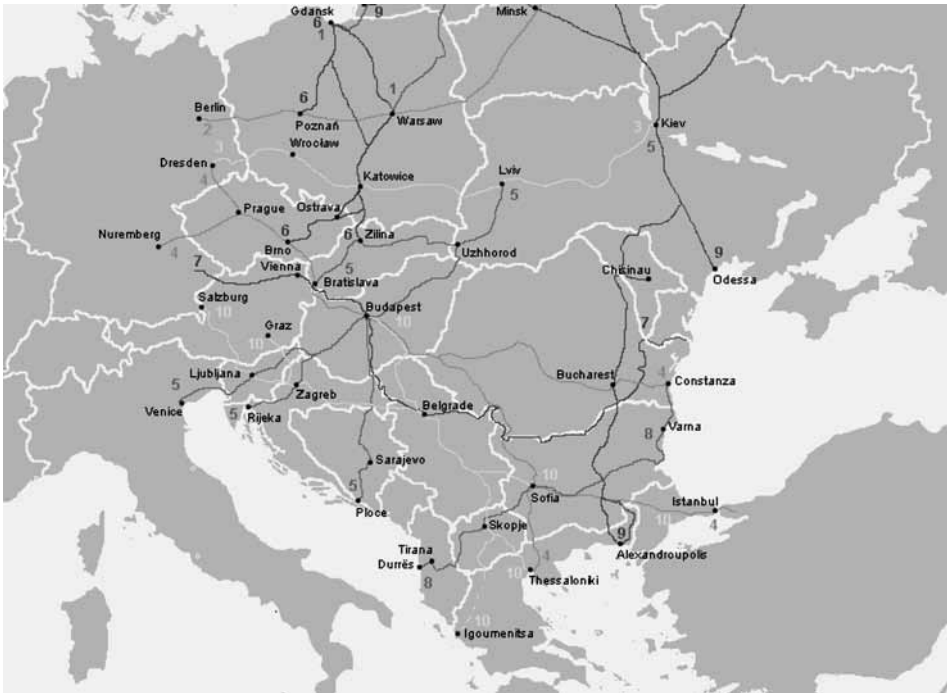 Gdansk
9
Minsk
6
1
6
1
Berlin
Poznań
Warsaw
2
3
Kiev
Wrocław
5
3
Dresden
4
Katowice
Lviv
5
Prague
Ostrava
Nuremberg
4
6
Brno
6
Zilina
Uzhhorod
7
Vienna
5
Bratislava
9
Chisinau
Odessa
Salzburg
10
Budapest
10
Graz
10
7
Ljubljana
5
Zagreb
Bucharest
4
Constanza
Venice
5
Rijeka
Belgrade
Varna
8
Sarajevo
10
Sofia
5
Ploce
Istanbul
10
4
Skopje
9
Alexandroupolis
Tirana
Durrës
8
4
10
Thessaloniki
10
Igoumenitsa